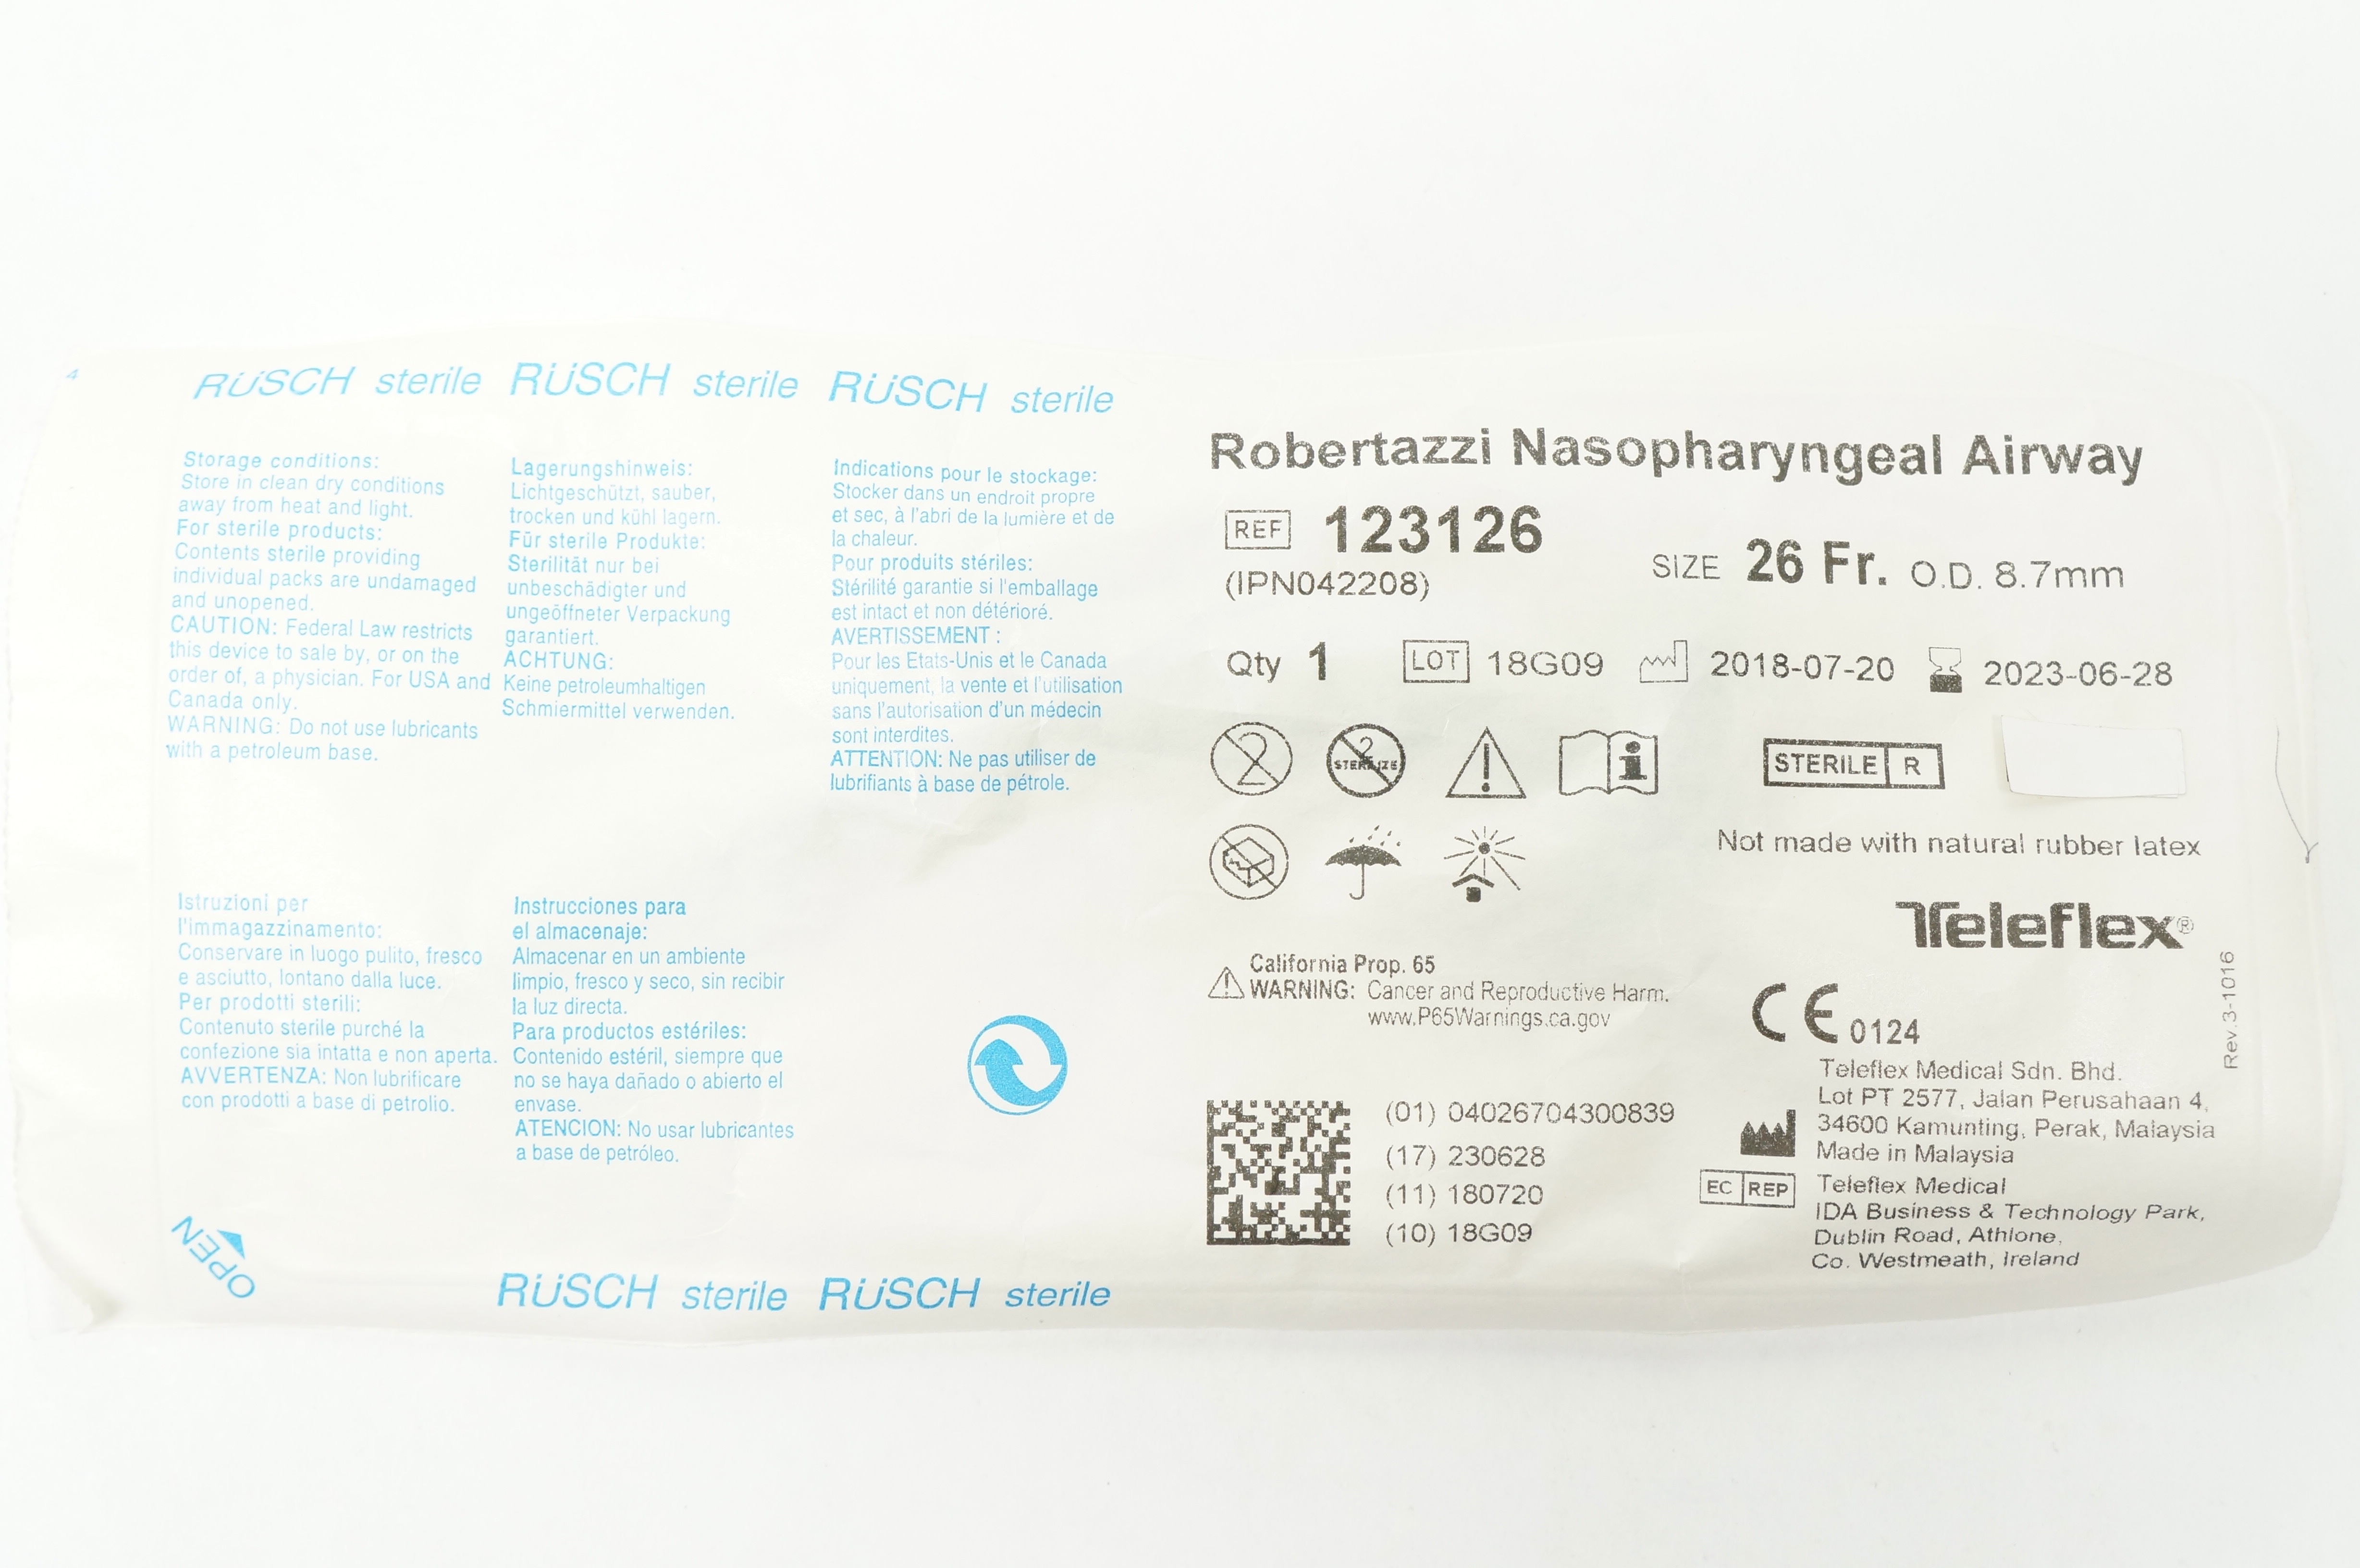 4
RÜSCH sterile RÜSCH sterile RÜSCH sterile
Storage conditions:
Store in clean dry conditions
away from heat and light.
For sterile products:
Contents sterile providing
individual packs are undamaged
and unopened.
CAUTION: Federal Law restricts
this device to sale by, or on the
order of, a physician. For USA and
Canada only.
WARNING: Do not use lubricants
with a petroleum base.
Lagerungshinweis:
Lichtgeschützt, sauber,
trocken und kühl lagern.
Für sterile Produkte:
Sterilität nur bei
unbeschädigter und
ungeöffneter Verpackung
garantiert.
ACHTUNG:
Keine petroleumhaltigen
Schmiermittel verwenden.
Indications pour le stockage:
Stocker dans un endroit propre
et sec, à l'abri de la lumière et de
la chaleur.
Pour produits stériles:
Stérilité garantie si l'emballage
est intact et non détérioré.
AVERTISSEMENT :
Pour les Etats-Unis et le Canada
uniquement, la vente et l'utilisation
sans l'autorisation d'un médecin
sont interdites.
ATTENTION: Ne pas utiliser de
lubrifiants à base de pétrole.
Istruzioni per
l'immagazzinamento:
Conservare in luogo pulito, fresco
e asciutto, lontano dalla luce.
Per prodotti sterili:
Contenuto sterile purché la
confezione sia intatta e non aperta.
AVVERTENZA: Non lubrificare
con prodotti a base di petrolio.
Instrucciones para
el almacenaje:
Almacenar en un ambiente
limpio, fresco y seco, sin recibir
la luz directa.
Para productos estériles:
Contenido estéril, siempre que
no se haya dañado o abierto el
envase.
ATENCION: No usar lubricantes
a base de petróleo.
OPEN
RÜSCH sterile RÜSCH sterile
Robertazzi Nasopharyngeal Airway
REF 123126
(IPN042208)
SIZE 26 Fr. O.D. 8.7mm
Qty 1 LOT 18G09 2018-07-20 2023-06-28
2 2 STERILIZE STERILE R
Not made with natural rubber latex
Teleflex®
California Prop. 65
WARNING: Cancer and Reproductive Harm.
www.P65Warnings.ca.gov
CE 0124
Rev.3-1016
(01) 04026704300839
(17) 230628
(11) 180720
(10) 18G09
Teleflex Medical Sdn. Bhd.
Lot PT 2577, Jalan Perusahaan 4,
34600 Kamunting, Perak, Malaysia
Made in Malaysia
EC REP Teleflex Medical
IDA Business & Technology Park,
Dublin Road, Athlone,
Co. Westmeath, Ireland